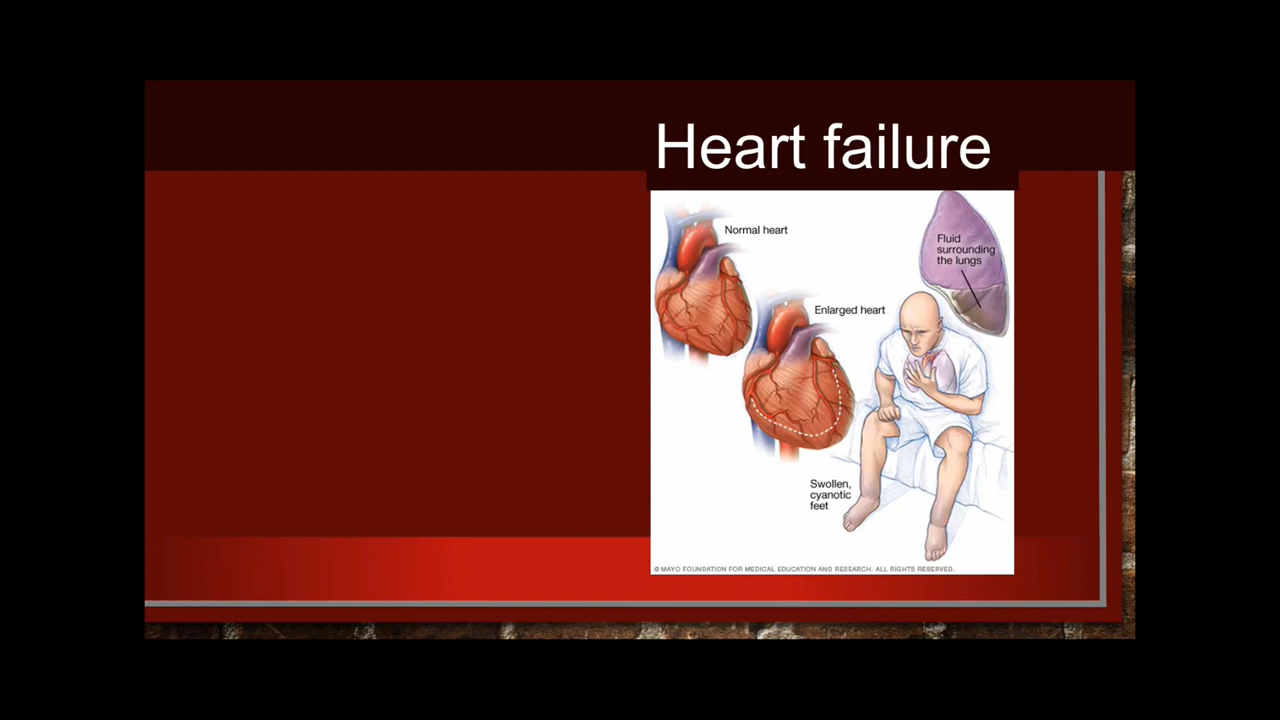 Heart failure
Normal heart
Fluid
surrounding
the lungs
Enlarged heart
Swollen,
cyanotic
feet
© MAYO FOUNDATION FOR MEDICAL EDUCATION AND RESEARCH. ALL RIGHTS RESERVED.